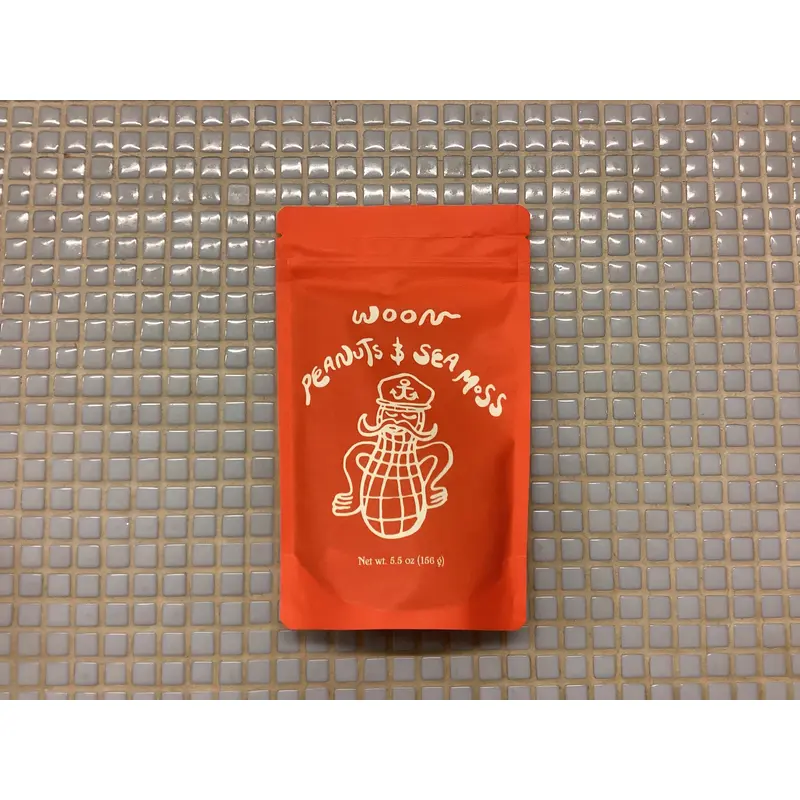 WOON
PEANUTS & SEA MOSS
Net wt. 5.5 oz (156 g)